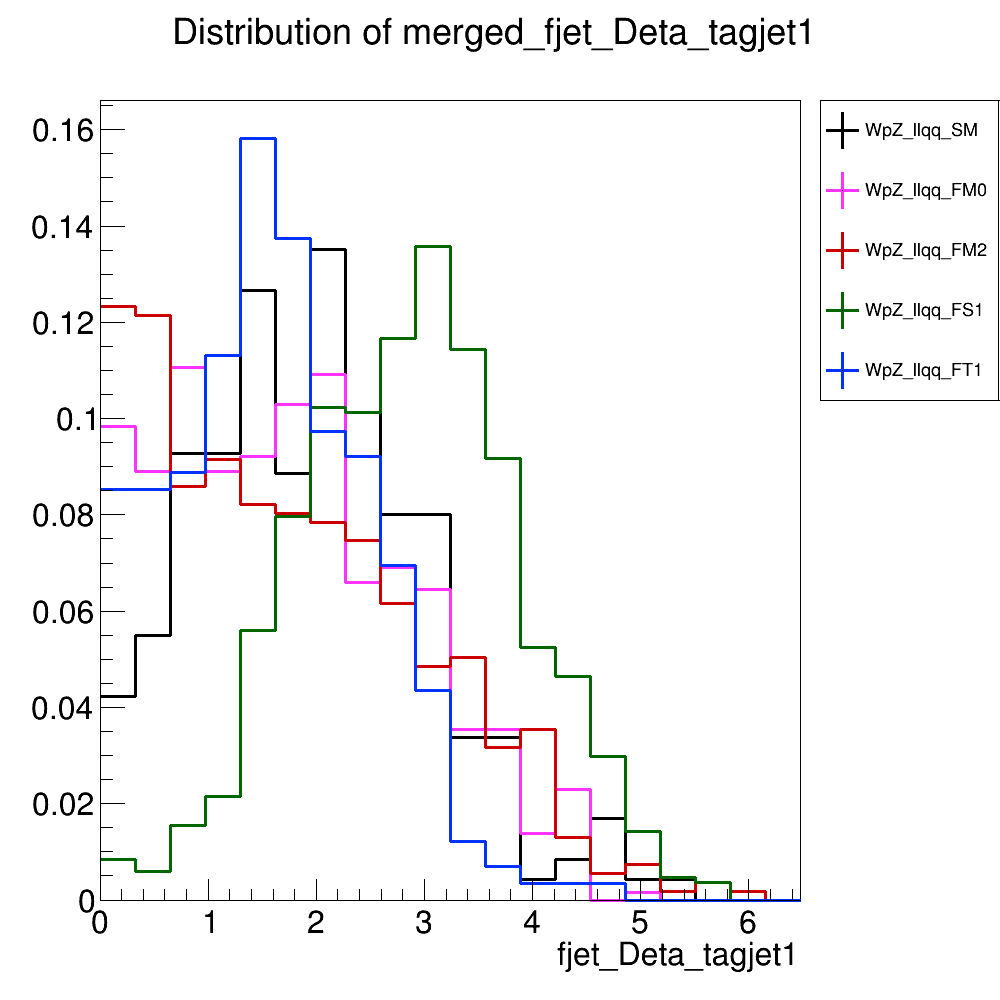 Distribution of merged_fjet_Deta_tagjet1
0.16
0.14
0.12
0.1
0.08
0.06
0.04
0.02
0
0 1 2 3 4 5 6
fjet_Deta_tagjet1
WpZ_llqq_SM
WpZ_llqq_FM0
WpZ_llqq_FM2
WpZ_llqq_FS1
WpZ_llqq_FT1